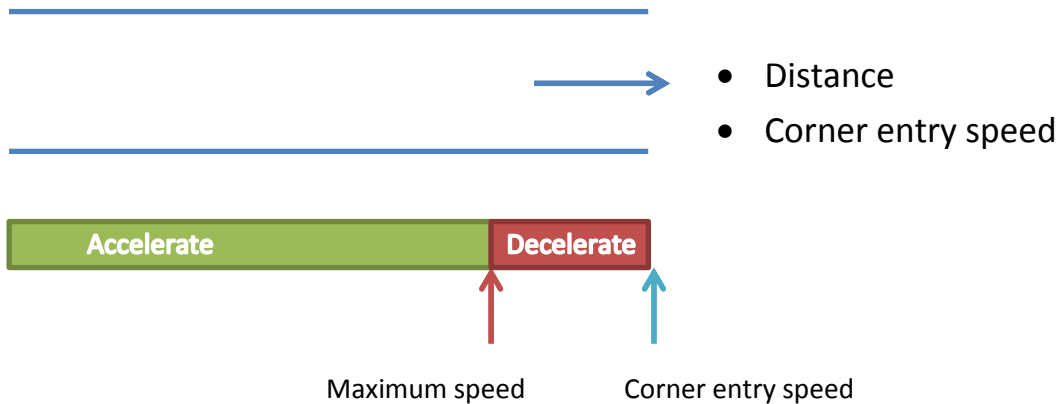 • Distance
• Corner entry speed
Accelerate Decelerate
Maximum speed Corner entry speed